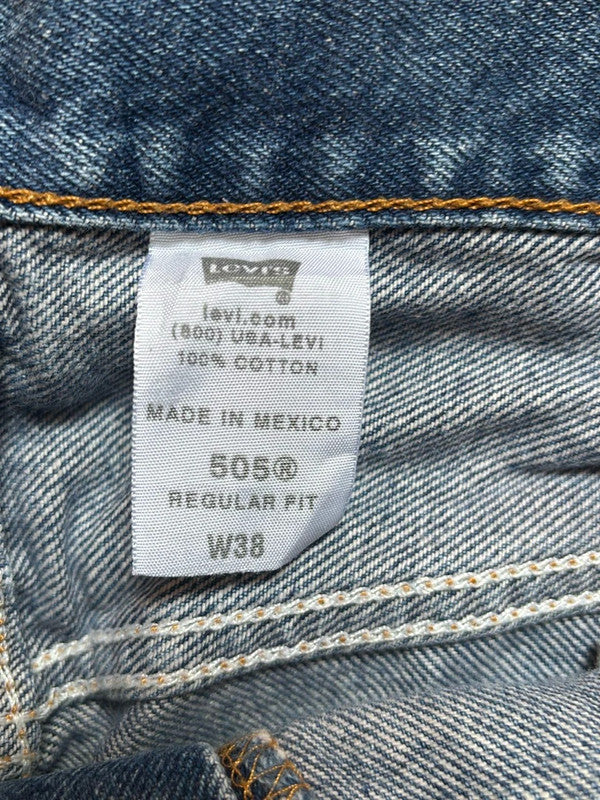 Levi's
®
levi.com
(800) USA-LEVI
100% COTTON
MADE IN MEXICO
505®
REGULAR FIT
W38